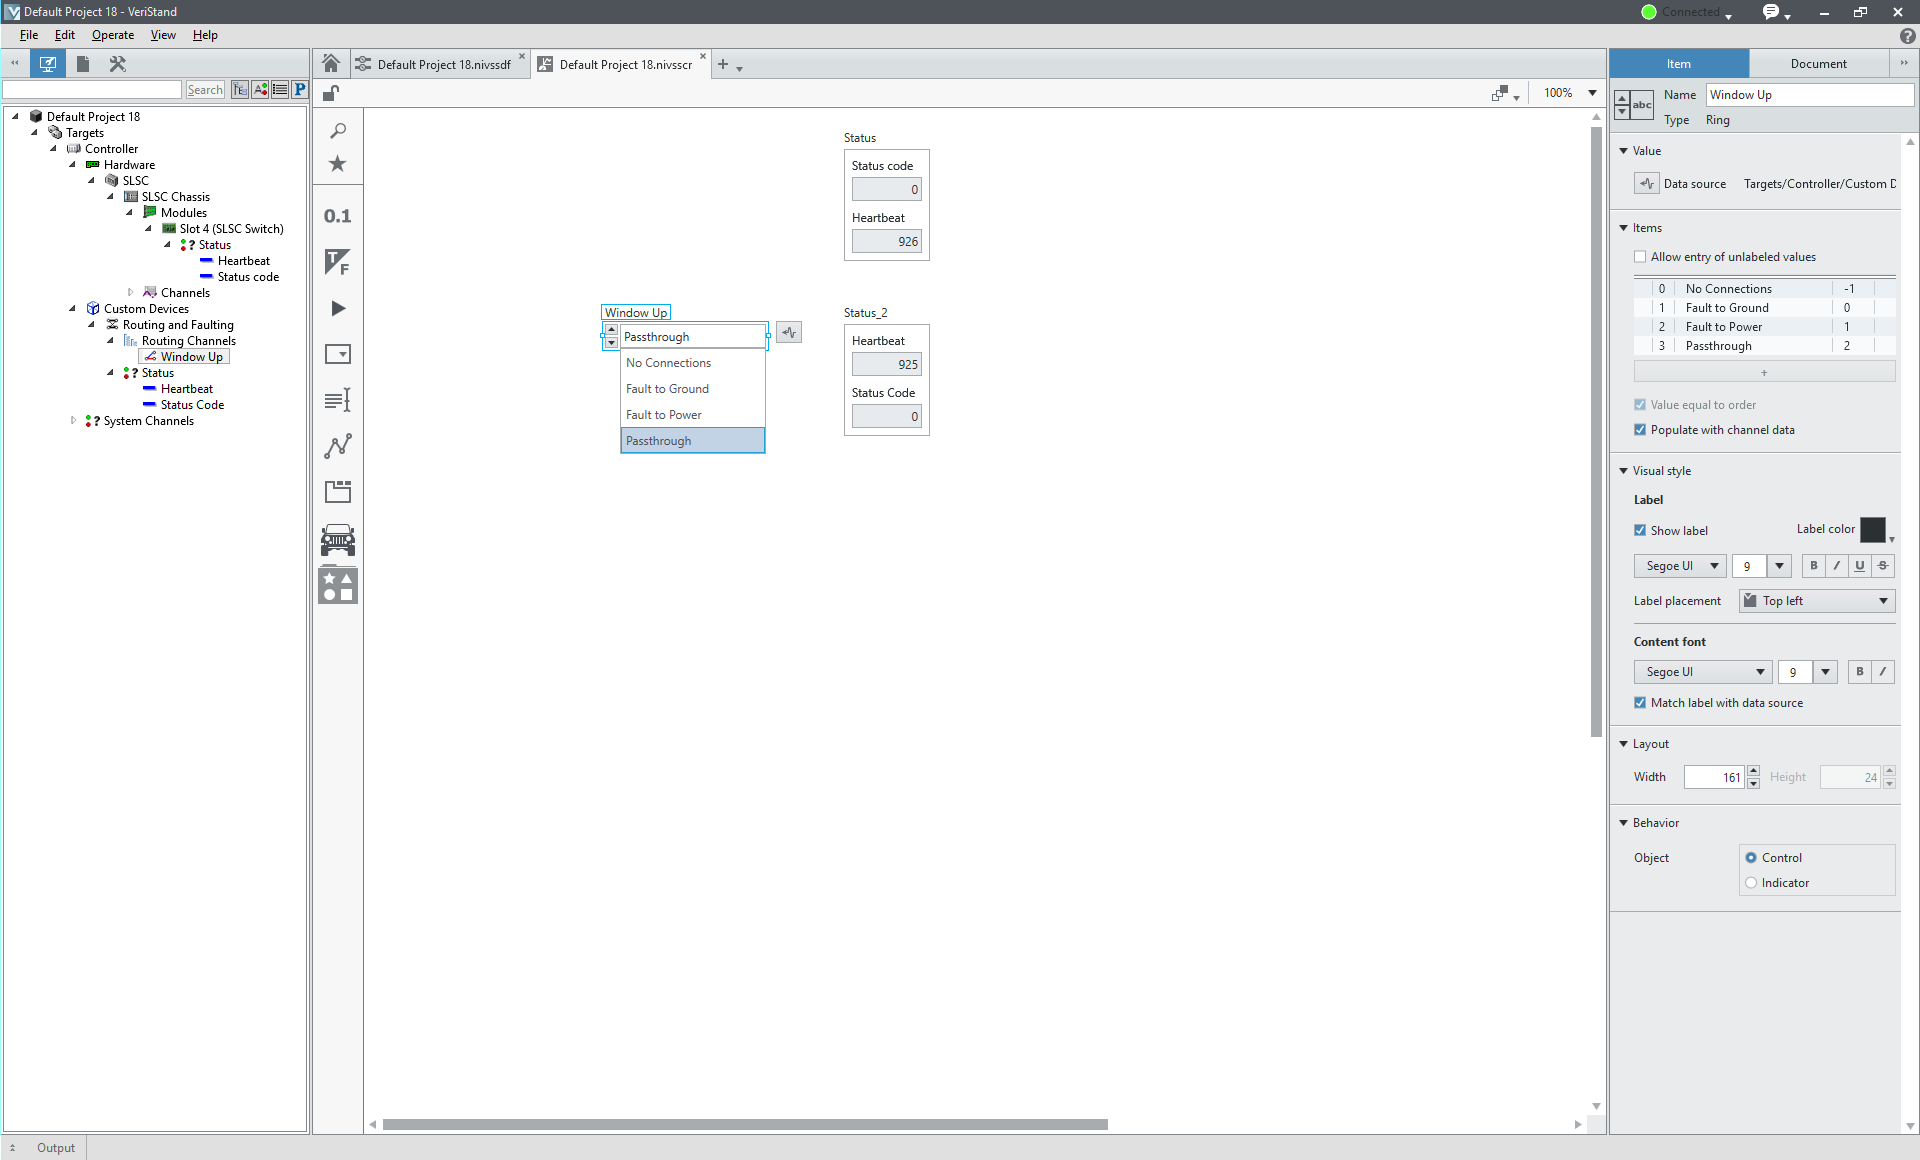 Default Project 18 - VeriStand
Connected
File Edit Operate View Help
Search
P
Default Project 18
Targets
Controller
Hardware
SLSC
SLSC Chassis
Modules
Slot 4 (SLSC Switch)
Status
Heartbeat
Status code
Channels
Custom Devices
Routing and Faulting
Routing Channels
Window Up
Status
Heartbeat
Status Code
System Channels
Default Project 18.nivssdf
Default Project 18.nivsscr
100%
0.1
T
F
Status
Status code
0
Heartbeat
926
Window Up
Passthrough
No Connections
Fault to Ground
Fault to Power
Passthrough
Status_2
Heartbeat
925
Status Code
0
Item Document
abc
Name Window Up
Type Ring
Value
Data source Targets/Controller/Custom D
Items
Allow entry of unlabeled values
0 No Connections -1
1 Fault to Ground 0
2 Fault to Power 1
3 Passthrough 2
+
Value equal to order
Populate with channel data
Visual style
Label
Show label Label color
Segoe UI 9 B I U S
Label placement Top left
Content font
Segoe UI 9 B I
Match label with data source
Layout
Width 161 Height 24
Behavior
Object Control
Indicator
Output